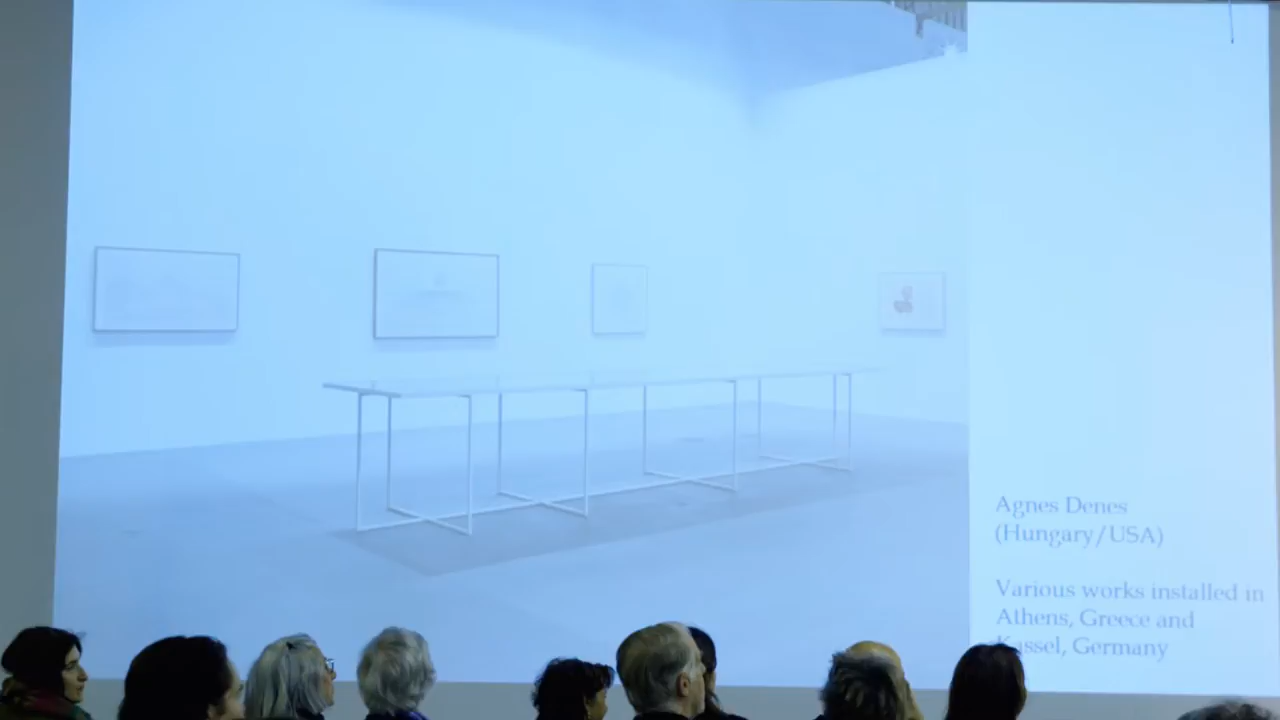 Agnes Denes
(Hungary/USA)
Various works installed in
Athens, Greece and
Kassel, Germany